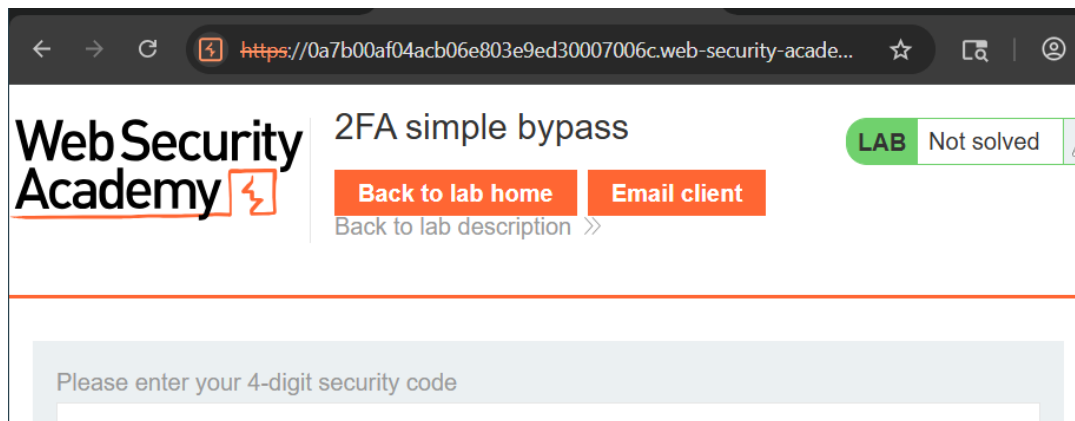 https://0a7b00af04acb06e803e9ed30007006c.web-security-acade...
Web Security
Academy
2FA simple bypass
LAB Not solved
Back to lab home Email client
Back to lab description
Please enter your 4-digit security code